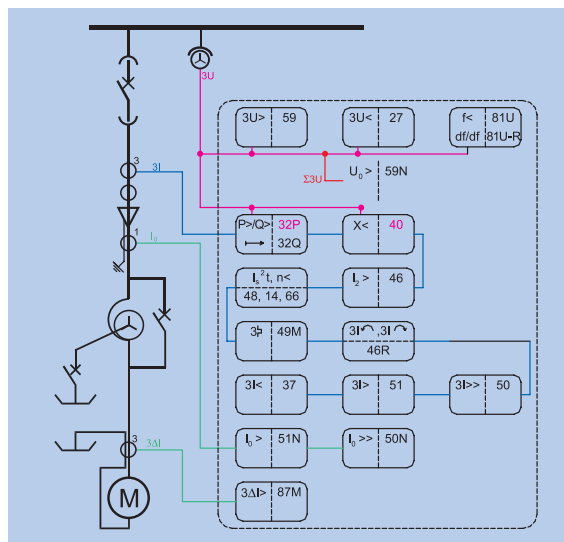 3U
3U> 59
3U< 27
f< 81U
df/df 81U-R
Σ3U
U0> 59N
3
3I
P>/Q> 32P
32Q
X< 40
1
I0
Is²t, n<
48, 14, 66
I2> 46
3 49M
3I , 3I
46R
3I< 37
3I> 51
3I>> 50
I0> 51N
I0>> 50N
3
3ΔI
3ΔI> 87M
M